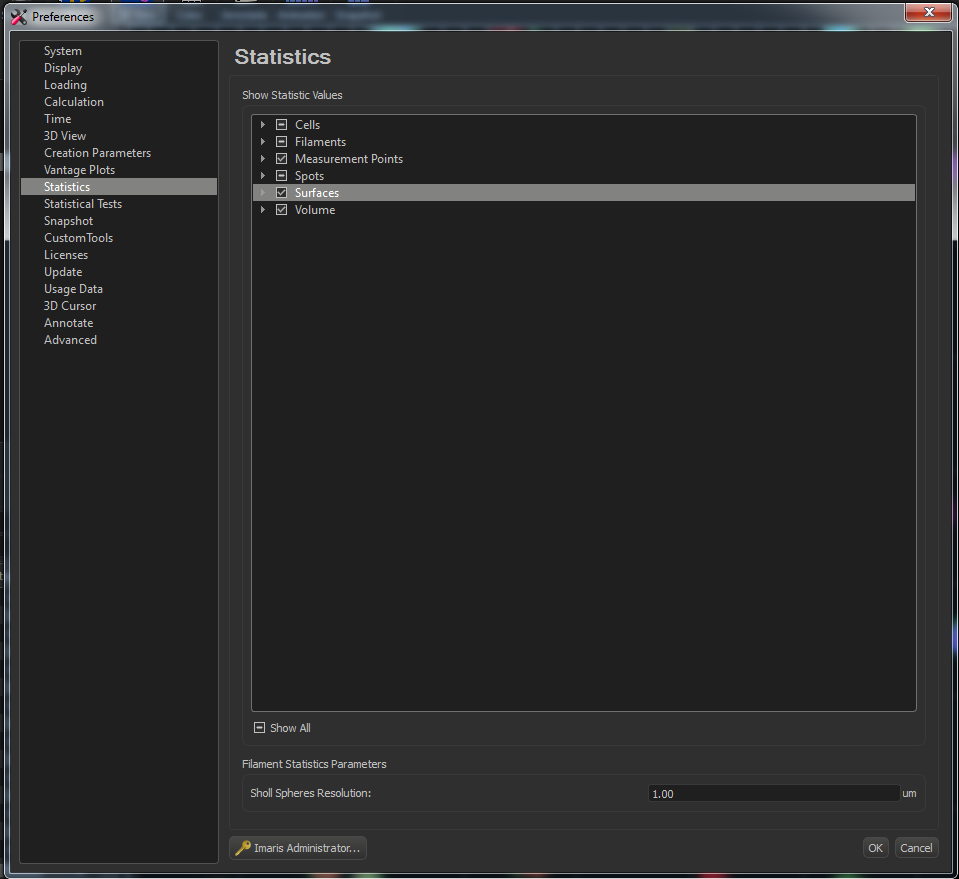 Preferences
System
Display
Loading
Calculation
Time
3D View
Creation Parameters
Vantage Plots
Statistics
Statistical Tests
Snapshot
CustomTools
Licenses
Update
Usage Data
3D Cursor
Annotate
Advanced
Statistics
Show Statistic Values
Cells
Filaments
Measurement Points
Spots
Surfaces
Volume
Show All
Filament Statistics Parameters
Sholl Spheres Resolution: 1.00 um
Imaris Administrator... OK Cancel